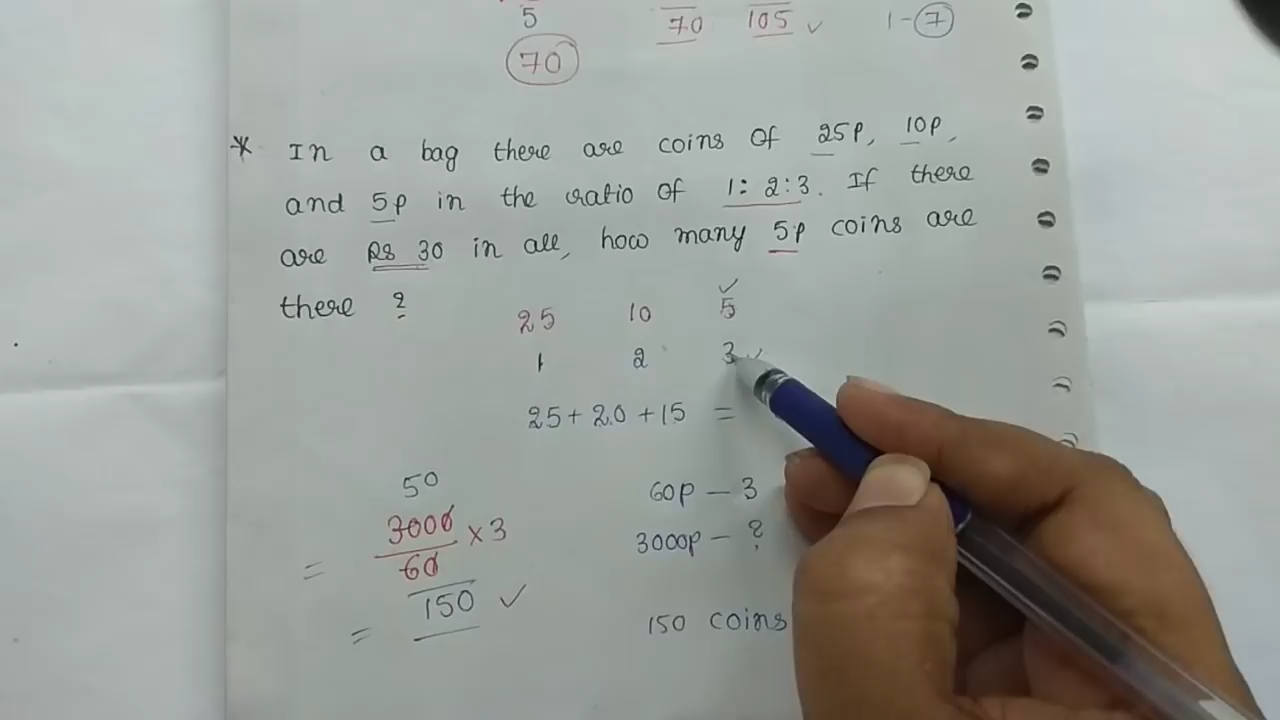 5 70 105 ✓ 1-7
70
* In a bag there are coins of 25P, 10P,
and 5p in the ratio of 1:2:3. If there
are Rs 30 in all, how many 5p coins are
there ?
25 10 5 ✓
1 2 3 ✓
25+20+15 =
50
60P - 3
= 3000/60 × 3
3000P - ?
= 150 ✓
150 coins